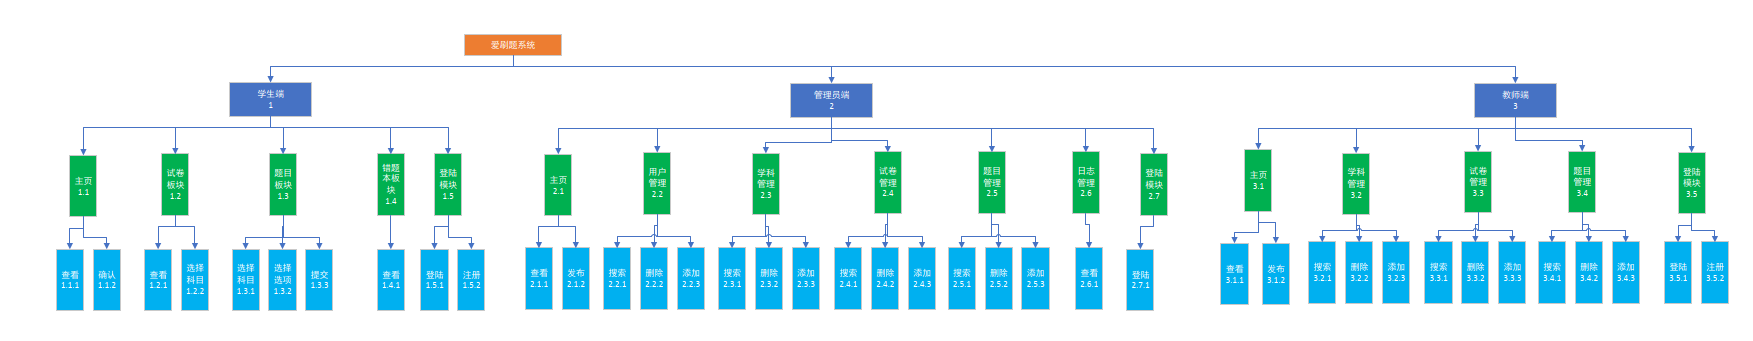 爱刷题系统
学生端
1
管理员端
2
教师端
3
主页
1.1
试卷
板块
1.2
题目
板块
1.3
错题
本板
块
1.4
登陆
模块
1.5
主页
2.1
用户
管理
2.2
学科
管理
2.3
试卷
管理
2.4
题目
管理
2.5
日志
管理
2.6
登陆
模块
2.7
主页
3.1
学科
管理
3.2
试卷
管理
3.3
题目
管理
3.4
登陆
模块
3.5
查看
1.1.1
确认
1.1.2
查看
1.2.1
选择
科目
1.2.2
选择
科目
1.3.1
选择
选项
1.3.2
提交
1.3.3
查看
1.4.1
登陆
1.5.1
注册
1.5.2
查看
2.1.1
发布
2.1.2
搜索
2.2.1
删除
2.2.2
添加
2.2.3
搜索
2.3.1
删除
2.3.2
添加
2.3.3
搜索
2.4.1
删除
2.4.2
添加
2.4.3
搜索
2.5.1
删除
2.5.2
添加
2.5.3
查看
2.6.1
登陆
2.7.1
查看
3.1.1
发布
3.1.2
搜索
3.2.1
删除
3.2.2
添加
3.2.3
搜索
3.3.1
删除
3.3.2
添加
3.3.3
搜索
3.4.1
删除
3.4.2
添加
3.4.3
登陆
3.5.1
注册
3.5.2